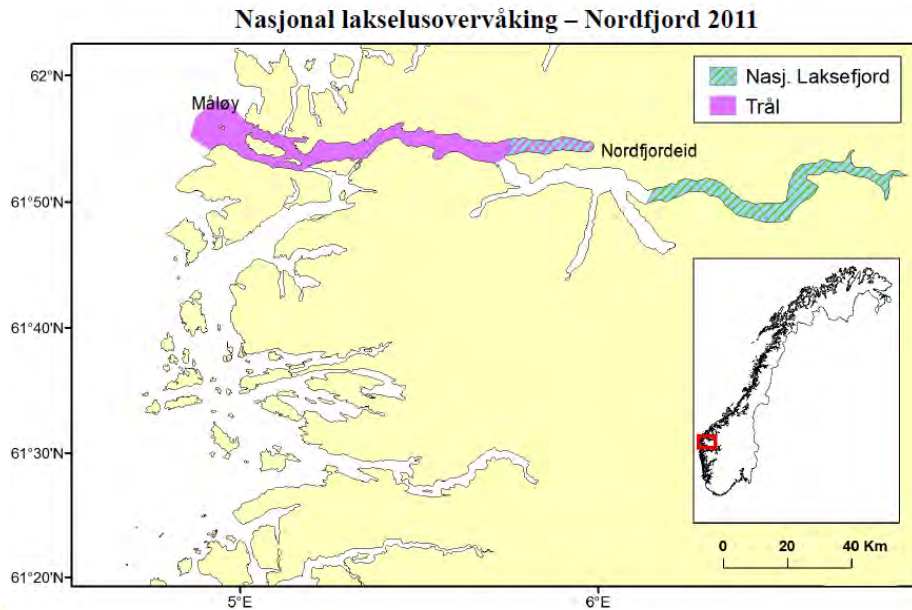 Nasjonal lakselusovervåking – Nordfjord 2011
62°N
61°50'N
61°40'N
61°30'N
61°20'N
Måløy
Nordfjordeid
Nasj. Laksefjord
Trål
0 20 40 Km
5°E 6°E